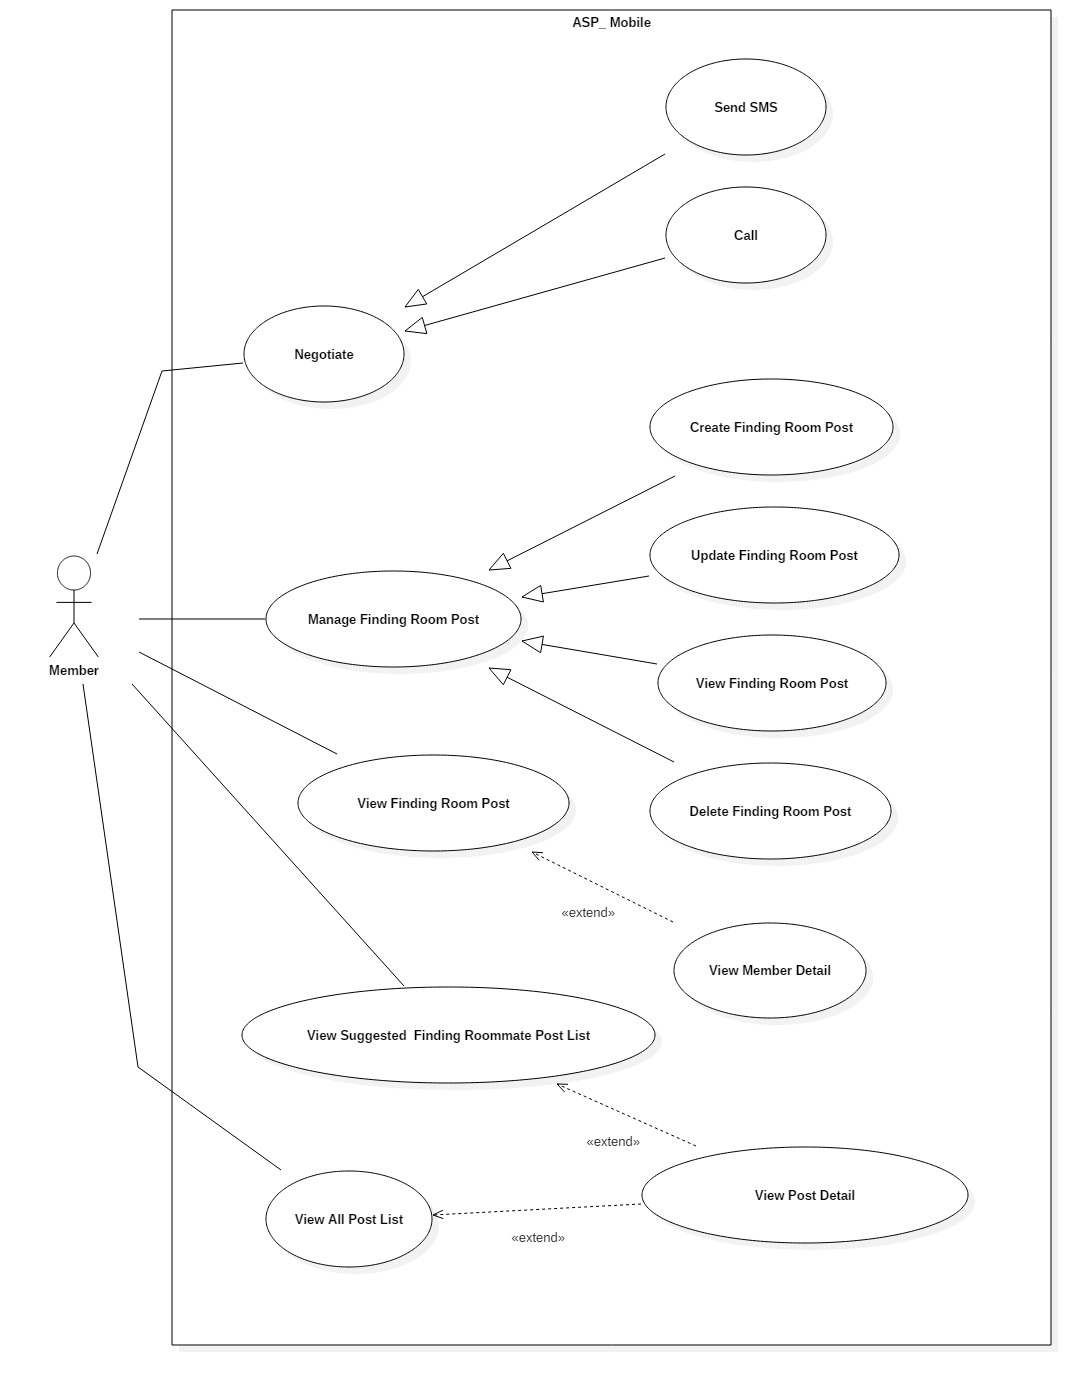 ASP_ Mobile
Send SMS
Call
Negotiate
Create Finding Room Post
Update Finding Room Post
Manage Finding Room Post
Member
View Finding Room Post
View Finding Room Post
Delete Finding Room Post
«extend»
View Member Detail
View Suggested  Finding Roommate Post List
«extend»
View Post Detail
View All Post List
«extend»